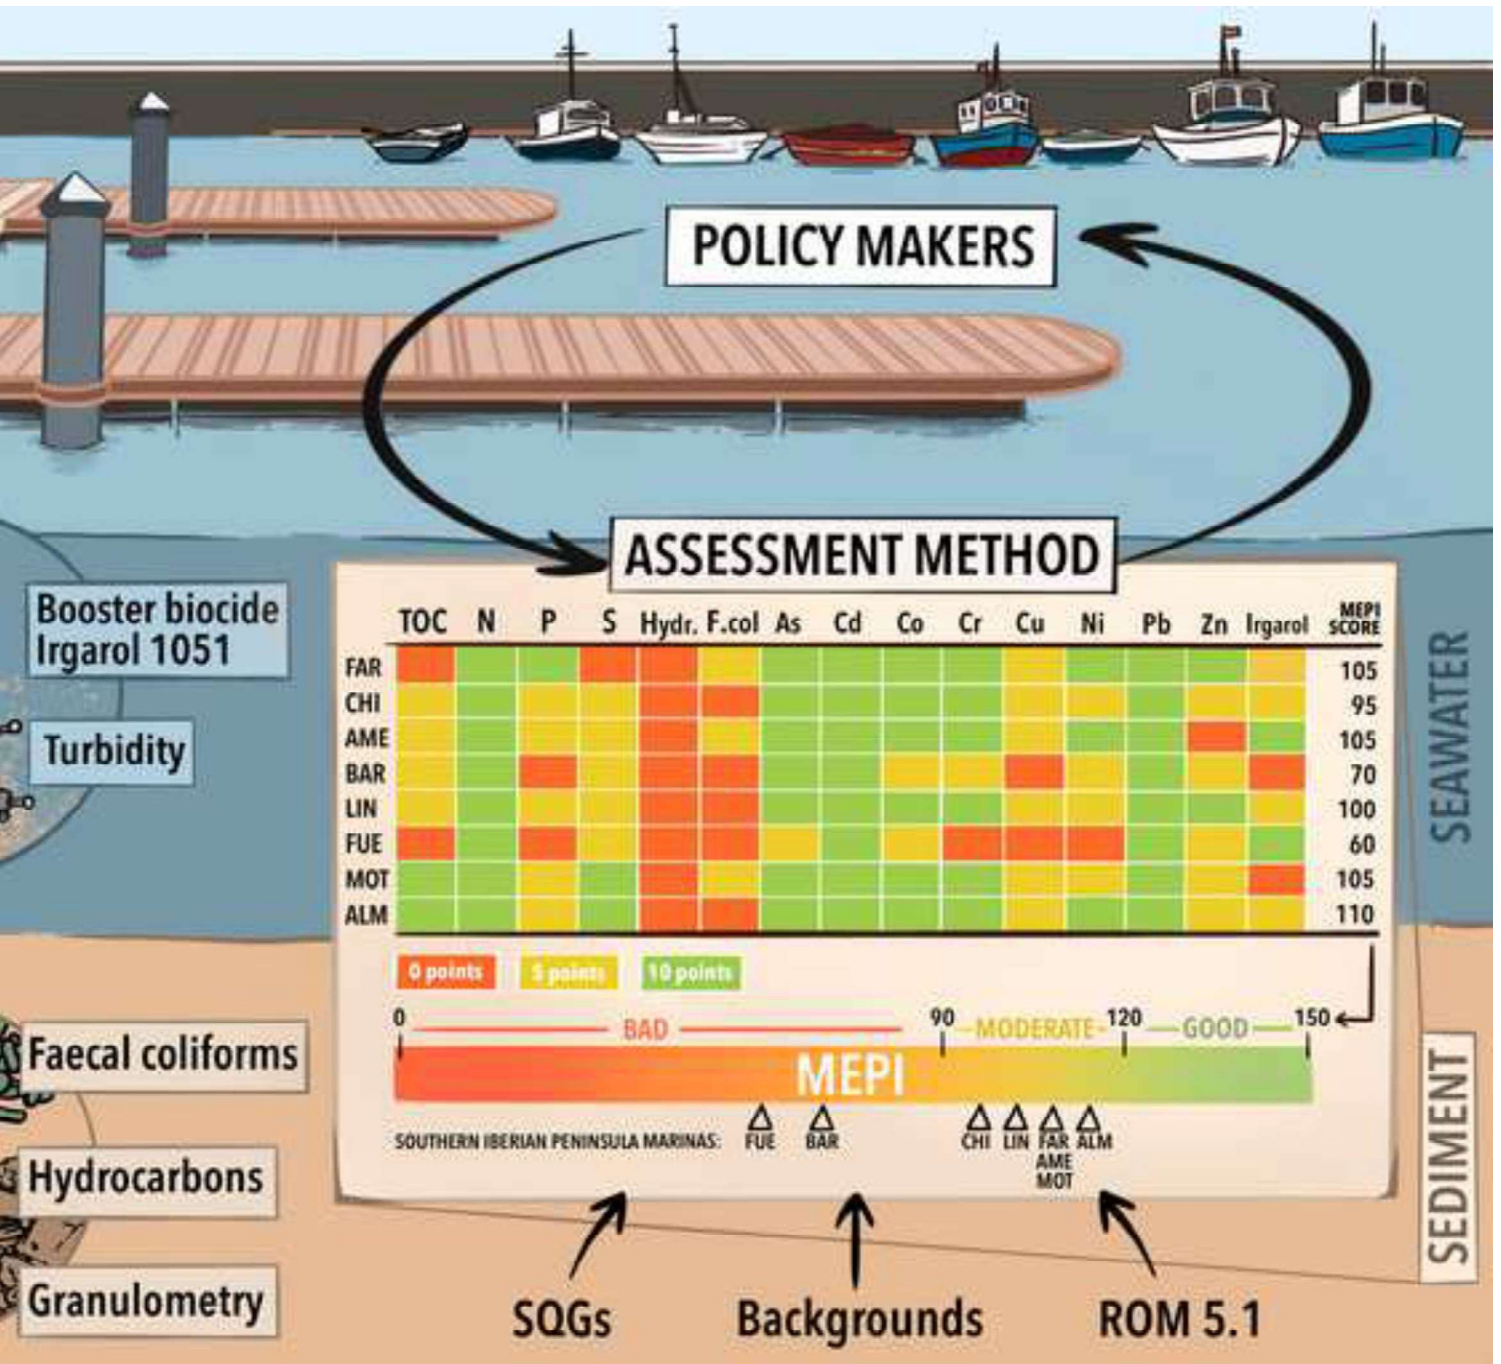 POLICY MAKERS
ASSESSMENT METHOD
Booster biocide
Irgarol 1051
Turbidity
SEAWATER
TOC N P S Hydr. F.col As Cd Co Cr Cu Ni Pb Zn Irgarol MEPI SCORE
FAR 105
CHI 95
AME 105
BAR 70
LIN 100
FUE 60
MOT 105
ALM 110
0 points 5 points 10 points
0 BAD 90 MODERATE 120 GOOD 150
MEPI
SOUTHERN IBERIAN PENINSULA MARINAS: FUE BAR CHI LIN FAR ALM
AME
MOT
Faecal coliforms
Hydrocarbons
Granulometry
SEDIMENT
SQGs Backgrounds ROM 5.1